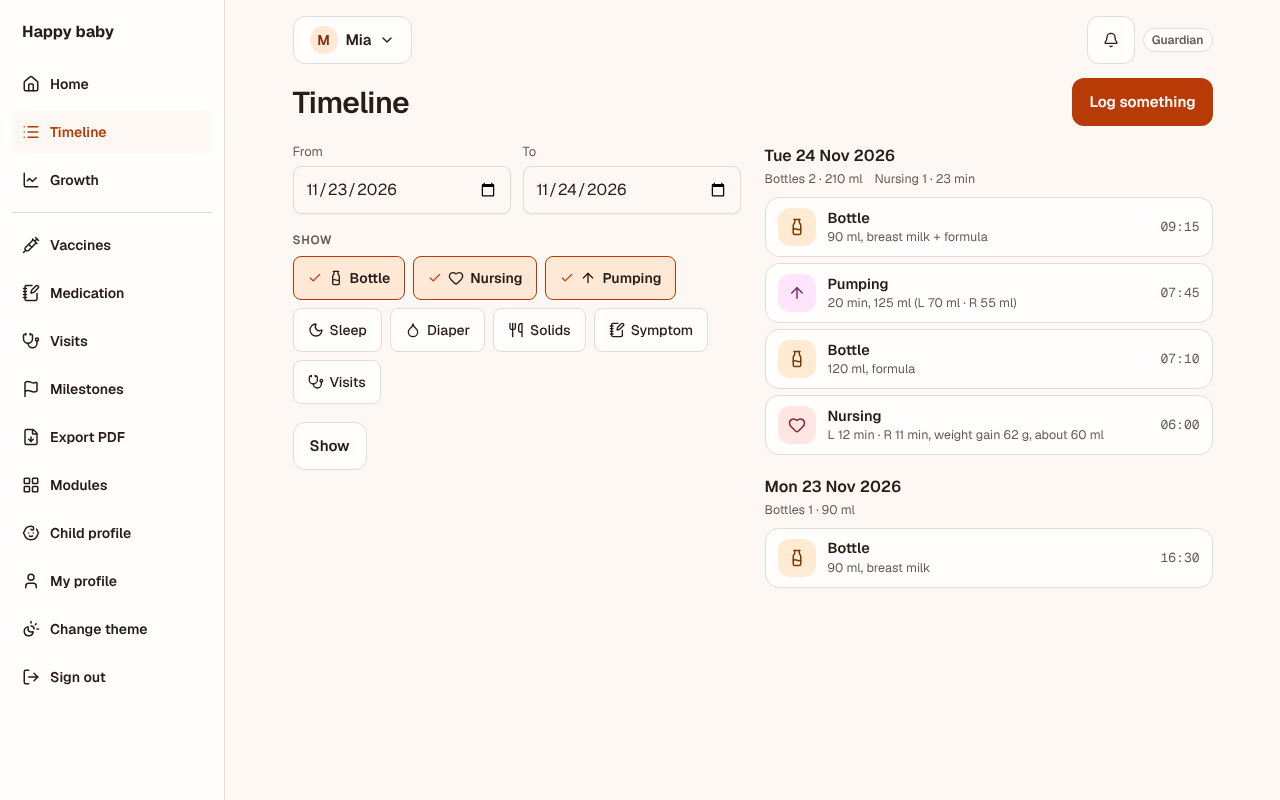 Happy baby
Home
Timeline
Growth
Vaccines
Medication
Visits
Milestones
Export PDF
Modules
Child profile
My profile
Change theme
Sign out
M Mia
Guardian
Timeline
Log something
From
To
11/23/2026
11/24/2026
SHOW
Bottle
Nursing
Pumping
Sleep
Diaper
Solids
Symptom
Visits
Show
Tue 24 Nov 2026
Bottles 2 · 210 ml Nursing 1 · 23 min
Bottle
90 ml, breast milk + formula
09:15
Pumping
20 min, 125 ml (L 70 ml · R 55 ml)
07:45
Bottle
120 ml, formula
07:10
Nursing
L 12 min · R 11 min, weight gain 62 g, about 60 ml
06:00
Mon 23 Nov 2026
Bottles 1 · 90 ml
Bottle
90 ml, breast milk
16:30